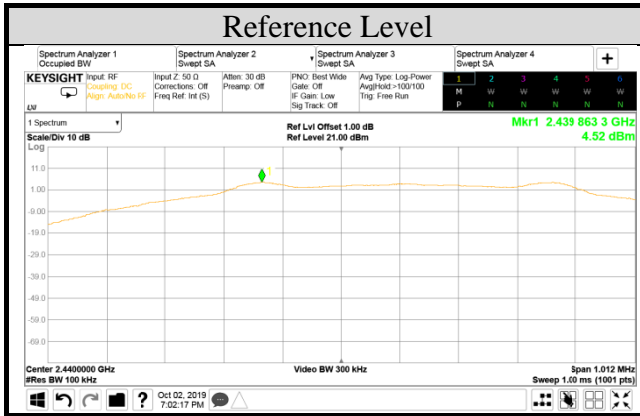 Reference Level
Spectrum Analyzer 1
Occupied BW
Spectrum Analyzer 2
Swept SA
Spectrum Analyzer 3
Swept SA
Spectrum Analyzer 4
Swept SA
+
KEYSIGHT
Input: RF
Coupling: DC
Align: Auto/No RF
Input Z: 50 Ω
Corrections: Off
Freq Ref: Int (S)
Atten: 30 dB
Preamp: Off
PNO: Best Wide
Gate: Off
IF Gain: Low
Sig Track: Off
Avg Type: Log-Power
Avg|Hold:>100/100
Trig: Free Run
1 2 3 4 5 6
M W W W W W
P N N N N N
LXI
1 Spectrum
Scale/Div 10 dB
Ref Lvl Offset 1.00 dB
Ref Level 21.00 dBm
Mkr1 2.439 863 3 GHz
4.52 dBm
Log
11.0
1.00
-9.00
-19.0
-29.0
-39.0
-49.0
-59.0
-69.0
1
Center 2.4400000 GHz
#Res BW 100 kHz
Video BW 300 kHz
Span 1.012 MHz
Sweep 1.00 ms (1001 pts)
?
Oct 02, 2019
7:02:17 PM